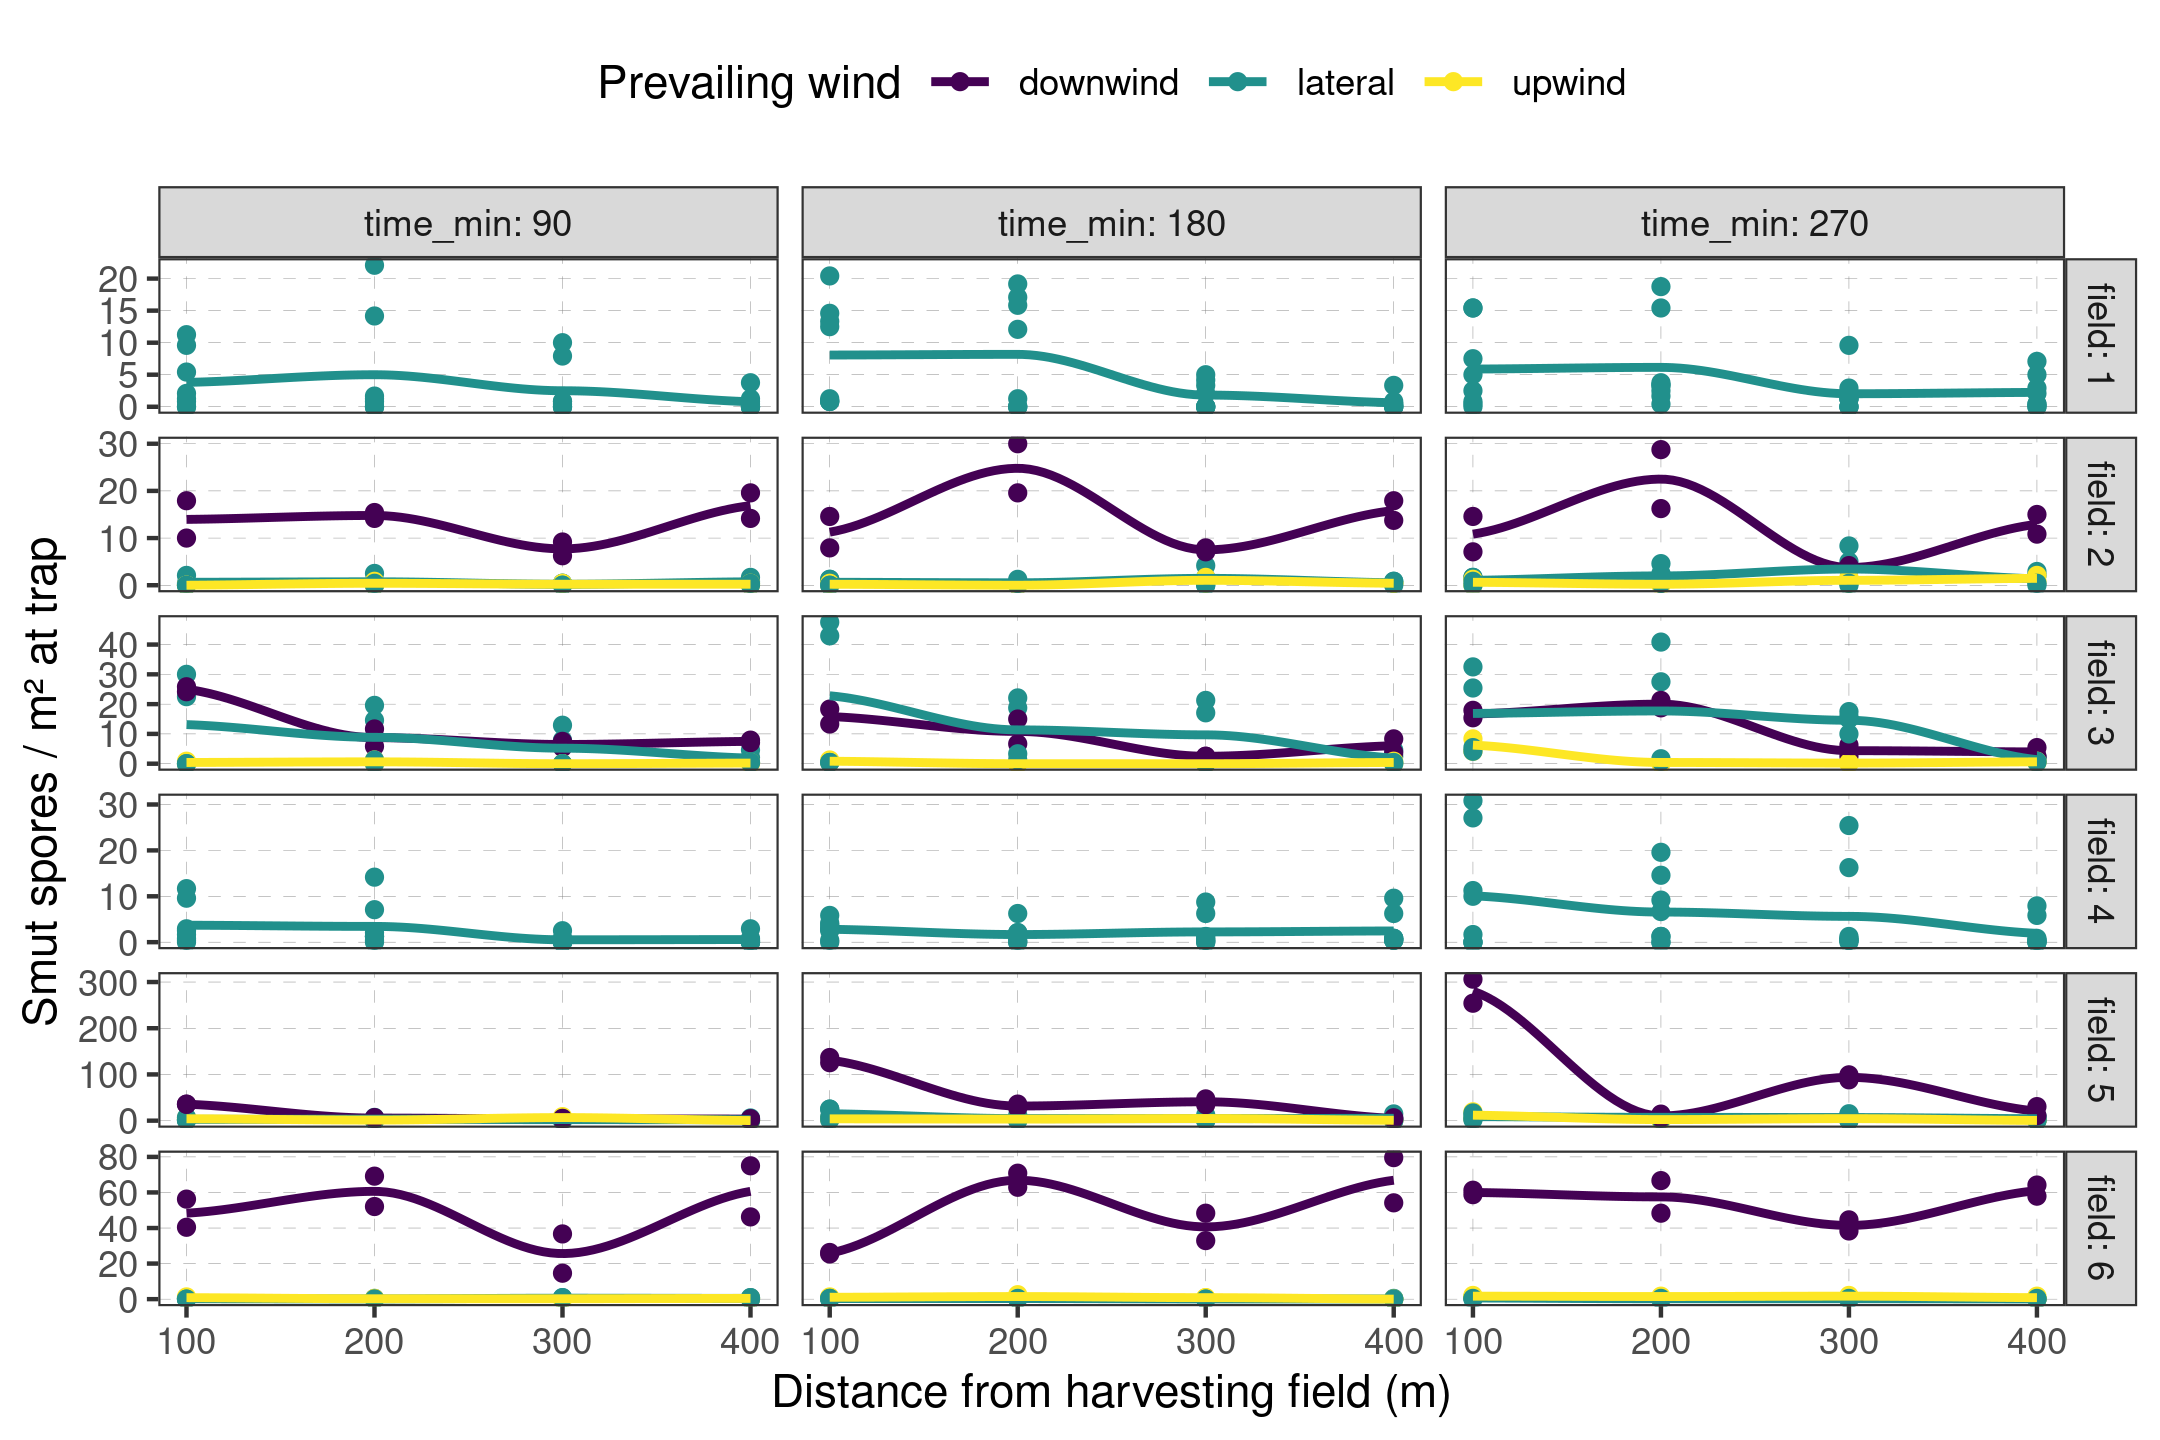 Prevailing wind downwind lateral upwind
time_min: 90 time_min: 180 time_min: 270
20
15
10
5
0
field: 1
30
20
10
0
field: 2
40
30
20
10
0
field: 3
30
20
10
0
field: 4
300
200
100
0
field: 5
80
60
40
20
0
field: 6
Smut spores / m² at trap
100 200 300 400 100 200 300 400 100 200 300 400
Distance from harvesting field (m)